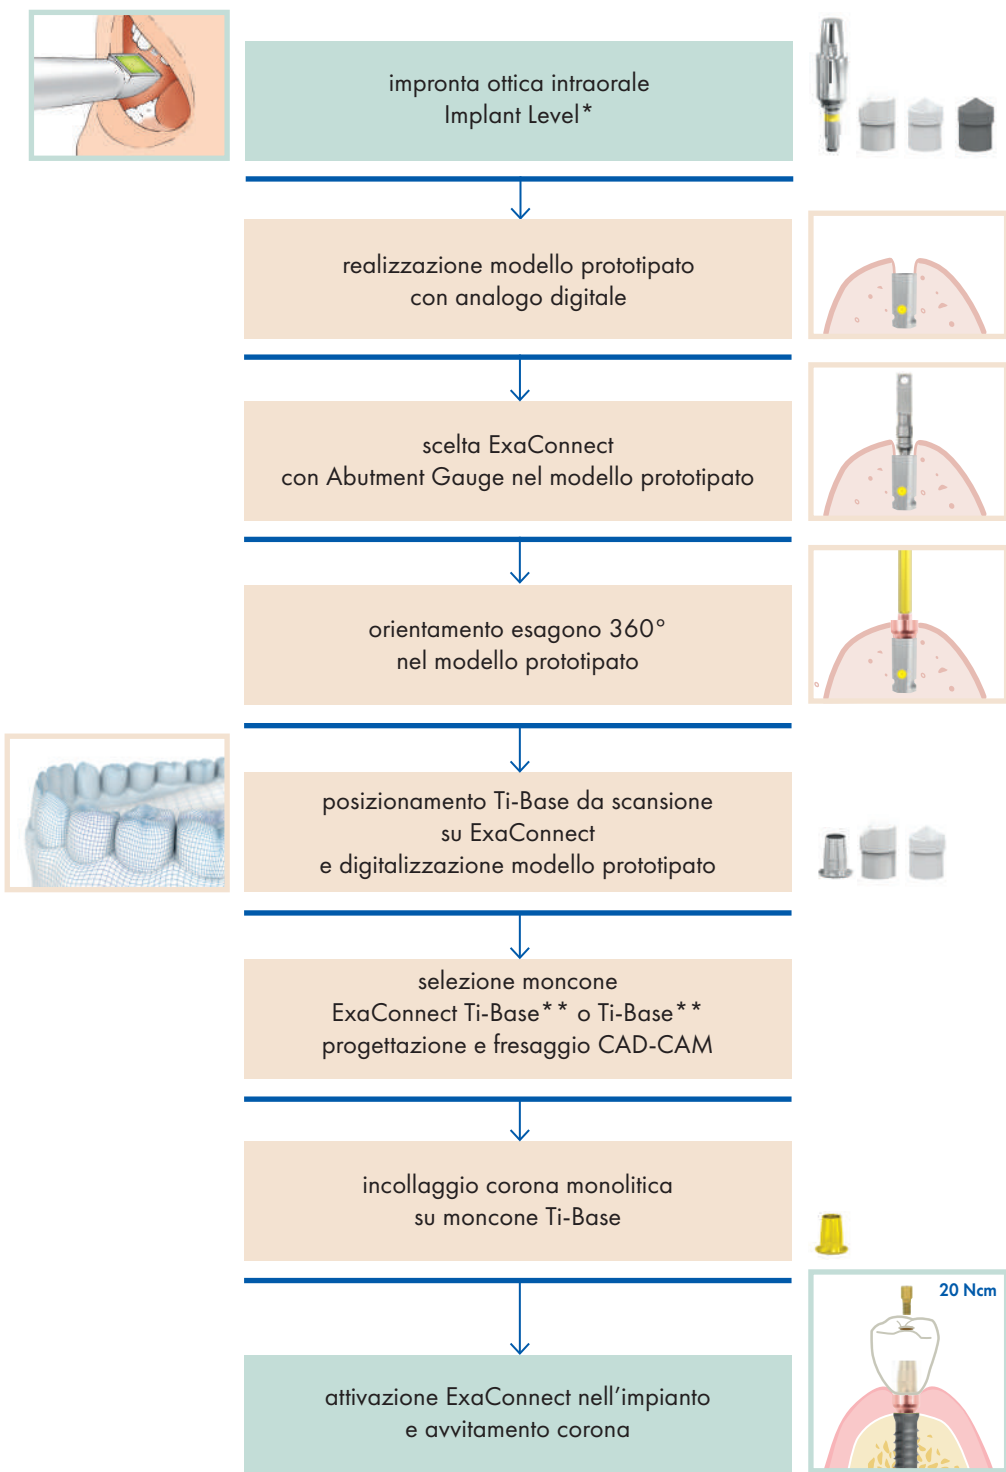 impronta ottica intraorale
Implant Level*
realizzazione modello prototipato
con analogo digitale
scelta ExaConnect
con Abutment Gauge nel modello prototipato
orientamento esagono 360°
nel modello prototipato
posizionamento Ti-Base da scansione
su ExaConnect
e digitalizzazione modello prototipato
selezione moncone
ExaConnect Ti-Base** o Ti-Base**
progettazione e fresaggio CAD-CAM
incollaggio corona monolitica
su moncone Ti-Base
20 Ncm
attivazione ExaConnect nell'impianto
e avvitamento corona